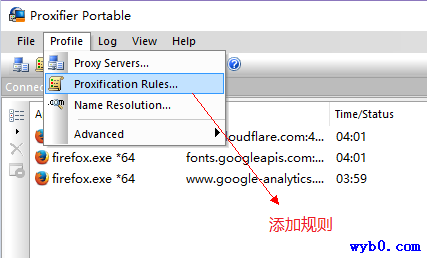 Proxifier Portable
File Profile Log View Help
Proxy Servers...
Connec
Proxification Rules...
.com Name Resolution...
Time/Status
Advanced
cloudflare.com:4... 04:01
firefox.exe *64 fonts.googleapis.com:... 04:01
firefox.exe *64 www.google-analytics.... 03:59
添加规则
wyb0.com